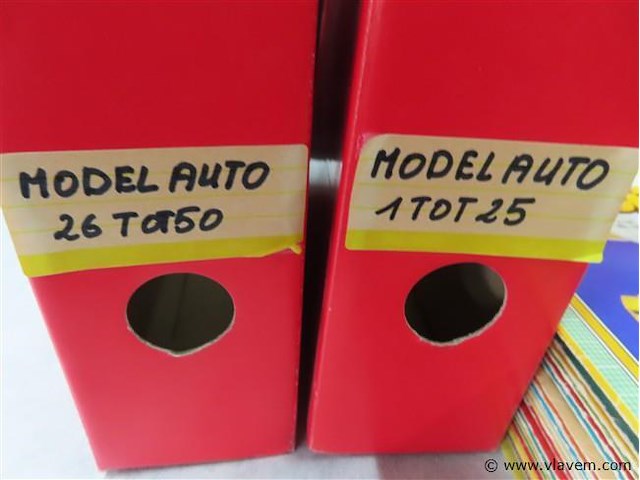 MODEL AUTO
26 TOT 50
MODEL AUTO
1 TOT 25
© www.vlavem.com